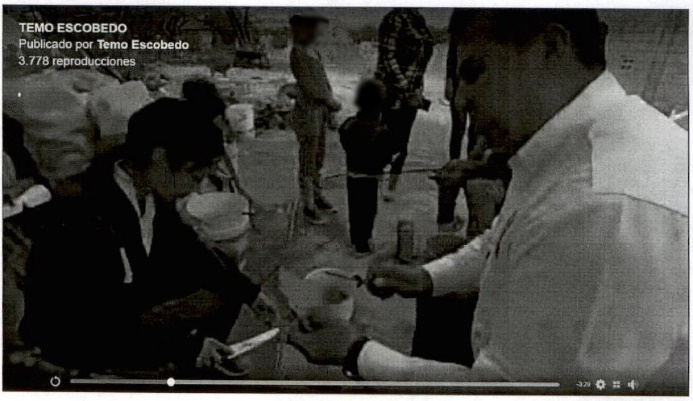 TEMO ESCOBEDO
Publicado por Temo Escobedo
3.778 reproducciones
-3:29